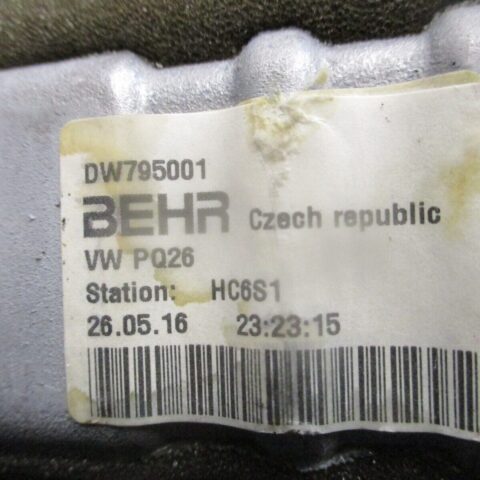 DW795001
BEHR Czech republic
VW PQ26
Station: HC6S1
26.05.16 23:23:15